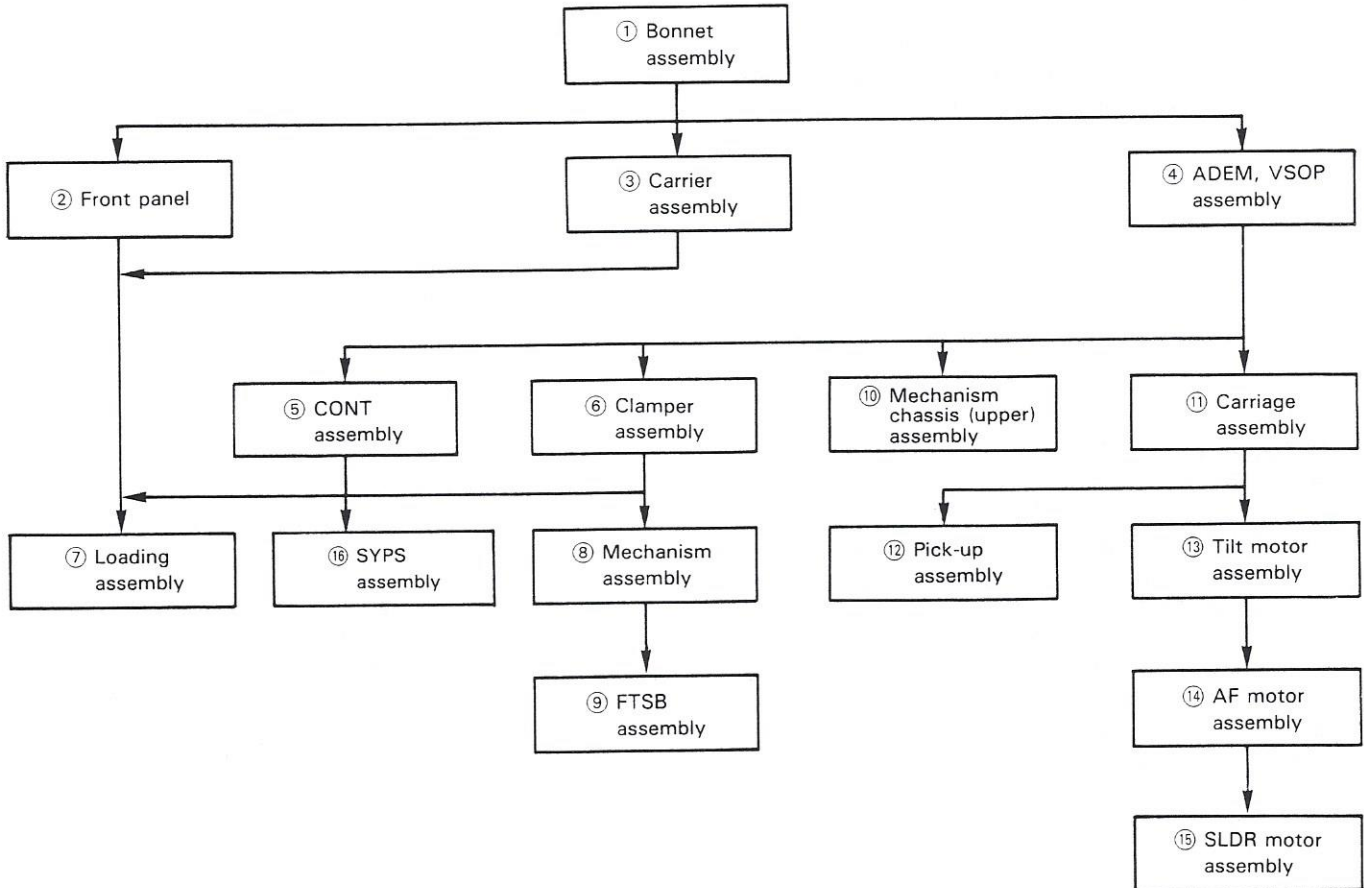 ① Bonnet
assembly
② Front panel
③ Carrier
assembly
④ ADEM, VSOP
assembly
⑤ CONT
assembly
⑥ Clamper
assembly
⑩ Mechanism
chassis (upper)
assembly
⑪ Carriage
assembly
⑦ Loading
assembly
⑯ SYPS
assembly
⑧ Mechanism
assembly
⑫ Pick-up
assembly
⑬ Tilt motor
assembly
⑨ FTSB
assembly
⑭ AF motor
assembly
⑮ SLDR motor
assembly